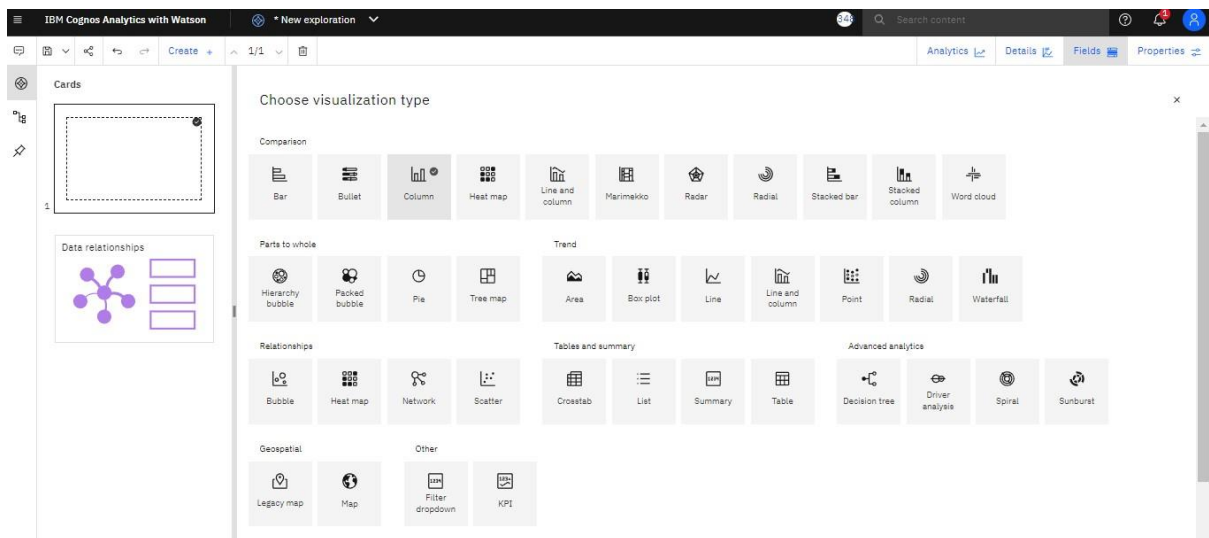 IBM Cognos Analytics with Watson
* New exploration
Search content
Create +
1/1
Analytics
Details
Fields
Properties
Cards
1
Data relationships
Choose visualization type
Comparison
Bar
Bullet
Column
Heat map
Line and
column
Marimekko
Radar
Radial
Stacked bar
Stacked
column
Word cloud
Parts to whole
Hierarchy
bubble
Packed
bubble
Pie
Tree map
Trend
Area
Box plot
Line
Line and
column
Point
Radial
Waterfall
Relationships
Bubble
Heat map
Network
Scatter
Tables and summary
Crosstab
List
Summary
Table
Advanced analytics
Decision tree
Driver
analysis
Spiral
Sunburst
Geospatial
Legacy map
Map
Other
Filter
dropdown
KPI